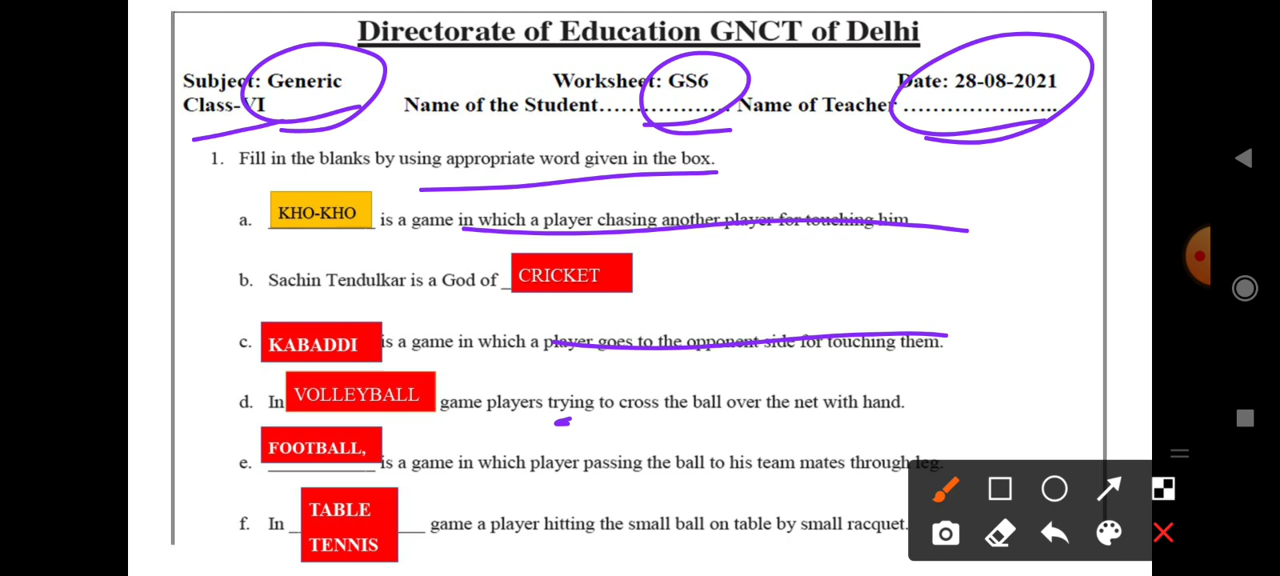 Directorate of Education GNCT of Delhi
Subject: Generic Worksheet: GS6 Date: 28-08-2021
Class-VI Name of the Student................... Name of Teacher .....................
1. Fill in the blanks by using appropriate word given in the box.
a. KHO-KHO is a game in which a player chasing another player for touching him
b. Sachin Tendulkar is a God of _ CRICKET
c. KABADDI is a game in which a player goes to the opponent side for touching them.
d. In VOLLEYBALL game players trying to cross the ball over the net with hand.
e. FOOTBALL, is a game in which player passing the ball to his team mates through leg.
f. In _ TABLE TENNIS ___ game a player hitting the small ball on table by small racquet.